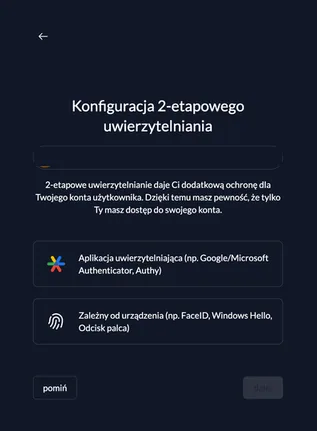 Konfiguracja 2-etapowego
uwierzytelniania
2-etapowe uwierzytelnianie daje Ci dodatkową ochronę dla
Twojego konta użytkownika. Dzięki temu masz pewność, że tylko
Ty masz dostęp do swojego konta.
Aplikacja uwierzytelniająca (np. Google/Microsoft
Authenticator, Authy)
Zależny od urządzenia (np. FaceID, Windows Hello,
Odcisk palca)
pomiń